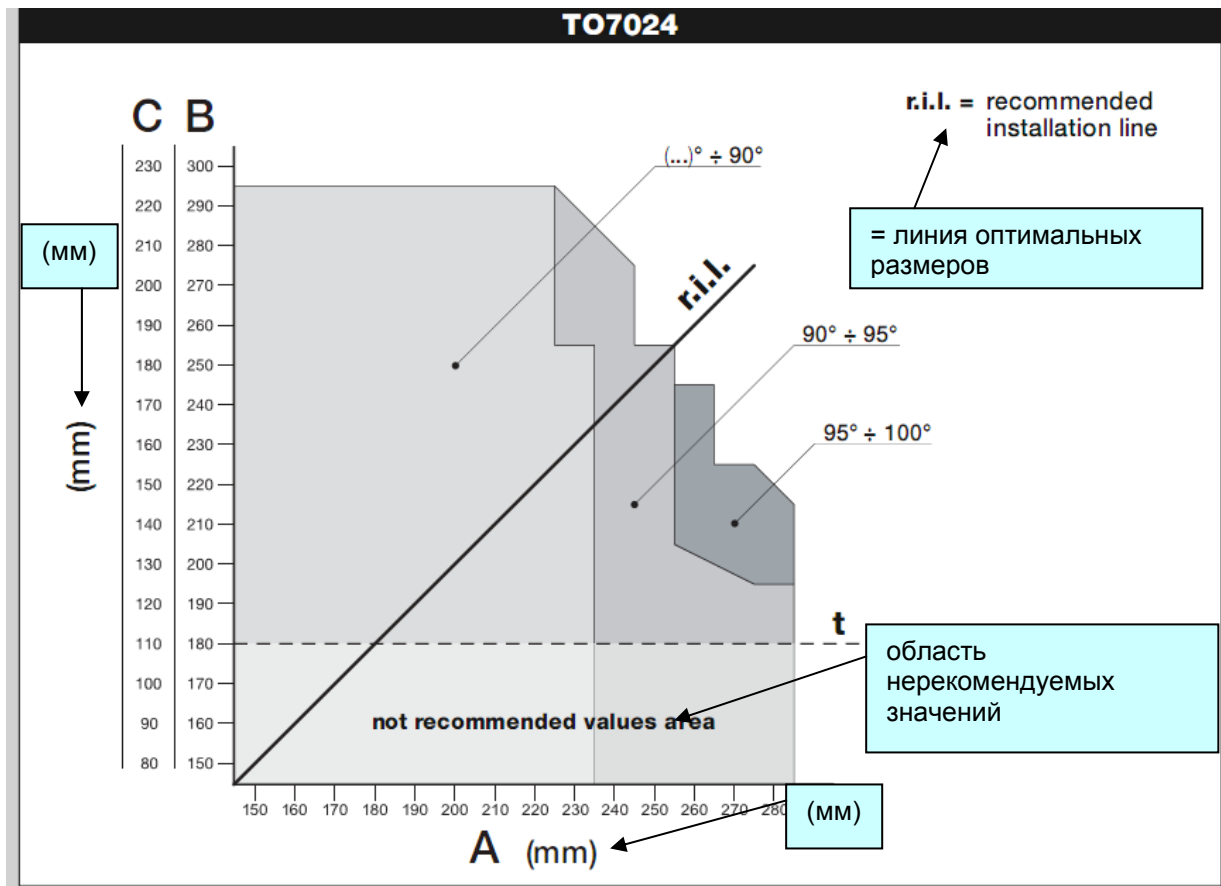 TO7024
r.i.l. = recommended
installation line
= линия оптимальных
размеров
C B
(мм)
(mm)
230 300
220 290
210 280
200 270
190 260
180 250
170 240
160 230
150 220
140 210
130 200
120 190
110 180
100 170
90 160
80 150
(...)° ÷ 90°
r.i.l.
90° ÷ 95°
95° ÷ 100°
t
область
нерекомендуемых
значений
not recommended values area
150 160 170 180 190 200 210 220 230 240 250 260 270 280
(мм)
A (mm)